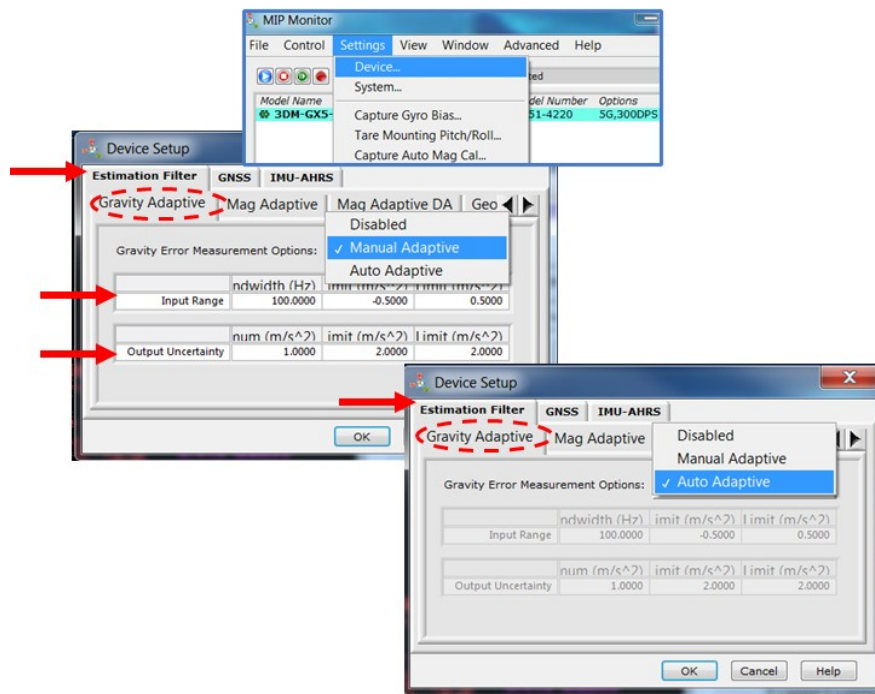 MIP Monitor
File Control Settings View Window Advanced Help
Device...
System...
ted
Model Name del Number Options
3DM-GX5- 51-4220 5G,300DPS
Capture Gyro Bias...
Tare Mounting Pitch/Roll...
Capture Auto Mag Cal...
Device Setup
Estimation Filter GNSS IMU-AHRS
Gravity Adaptive Mag Adaptive Mag Adaptive DA Geo
Disabled
Gravity Error Measurement Options: ✓ Manual Adaptive
Auto Adaptive
ndwidth (Hz) imit (m/s^2) Limit (m/s^2)
Input Range 100.0000 -0.5000 0.5000
num (m/s^2) imit (m/s^2) Limit (m/s^2)
Output Uncertainty 1.0000 2.0000 2.0000
OK
Device Setup X
Estimation Filter GNSS IMU-AHRS
Gravity Adaptive Mag Adaptive
Disabled
Manual Adaptive
Gravity Error Measurement Options: ✓ Auto Adaptive
ndwidth (Hz) imit (m/s^2) Limit (m/s^2)
Input Range 100.0000 -0.5000 0.5000
num (m/s^2) imit (m/s^2) Limit (m/s^2)
Output Uncertainty 1.0000 2.0000 2.0000
OK Cancel Help